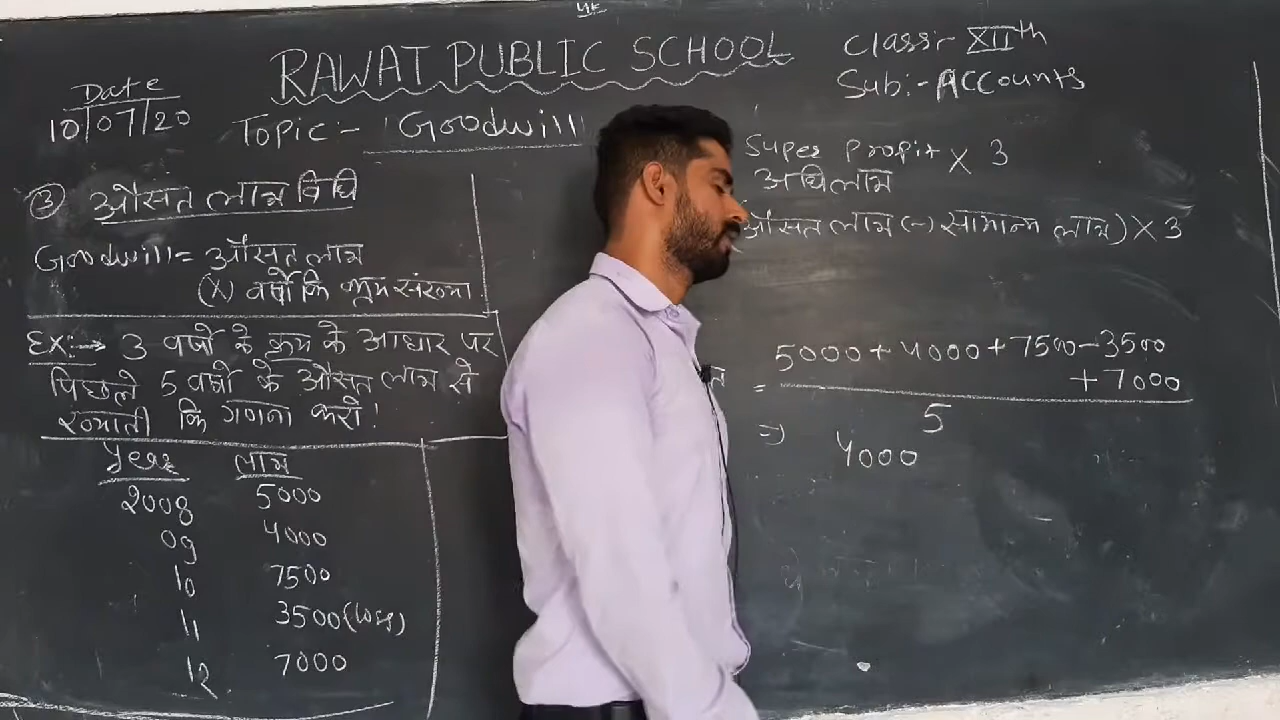 RAWAT PUBLIC SCHOOL
Class:- XIIth
Sub:- Accounts
Date
10/07/20
Topic:- Goodwill
③ औसत लाभ विधि
Goodwill = औसत लाभ
(x) वर्षो कि क्रय संख्या
Ex:→ 3 वर्षो के क्रय के आधार पर
पिछले 5 वर्षो के औसत लाभ से
ख्याती कि गणना करो!
Year लाभ
2008 5000
09 4000
10 7500
11 3500 (loss)
12 7000
Super Profit x 3
अधिलाभ
औसत लाभ (-) सामान्य लाभ) x 3
= 5000 + 4000 + 7500 - 3500
+ 7000
5
=> 4000